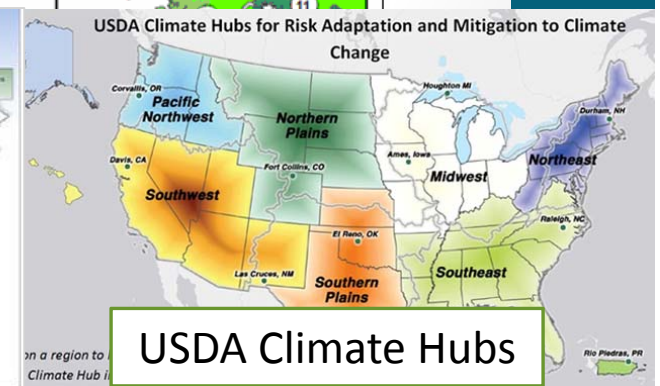 11
USDA Climate Hubs for Risk Adaptation and Mitigation to Climate
Change
Corvallis, OR
Pacific
Northwest
Northern
Plains
Houghton MI
Durham, NH
Northeast
Davis, CA
Fort Collins, CO
Ames, Iowa
Midwest
Southwest
El Reno, OK
Raleigh, NC
Las Cruces, NM
Southern
Plains
Southeast
on a region to
Climate Hub
USDA Climate Hubs
Rio Piedras, PR